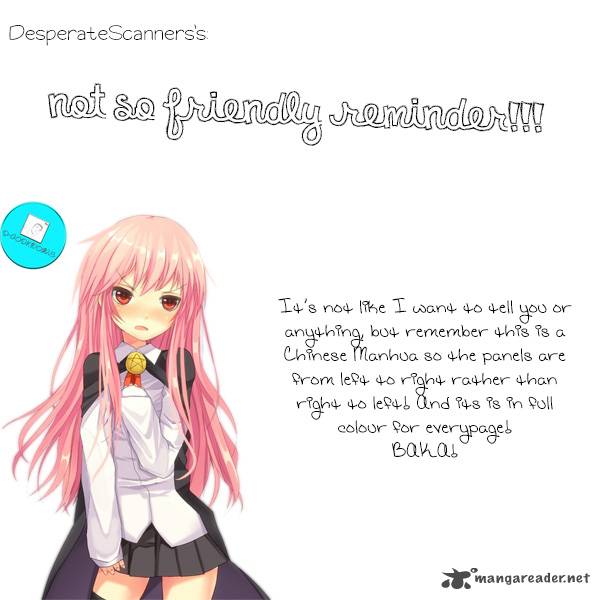 DesperateScanners's:
not so friendly reminder!!!
It's not like I want to tell you or
anything, but remember this is a
Chinese Manhua so the panels are
from left to right rather than
right to left! And its is in full
colour for everypage!
BAKA!
mangareader.net